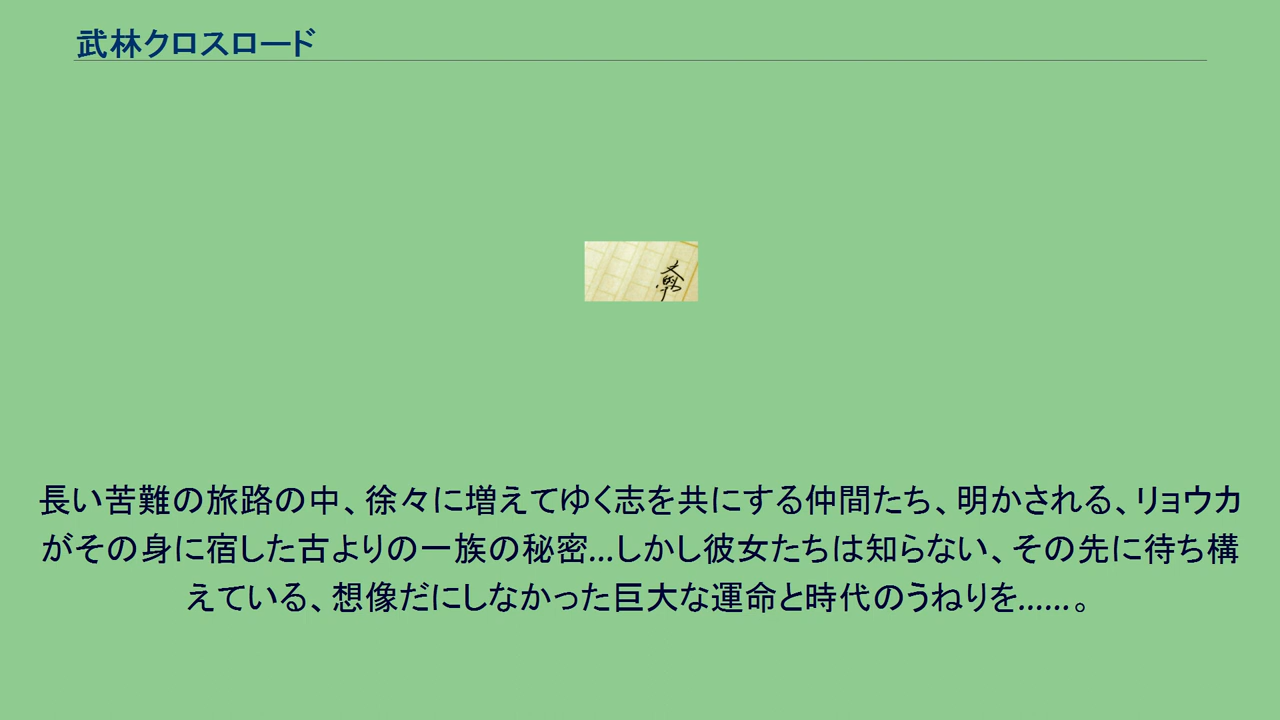 武林クロスロード
長い苦難の旅路の中、徐々に増えてゆく志を共にする仲間たち、明かされる、リョウカ
がその身に宿した古よりの一族の秘密...しかし彼女たちは知らない、その先に待ち構
えている、想像だにしなかった巨大な運命と時代のうねりを......。